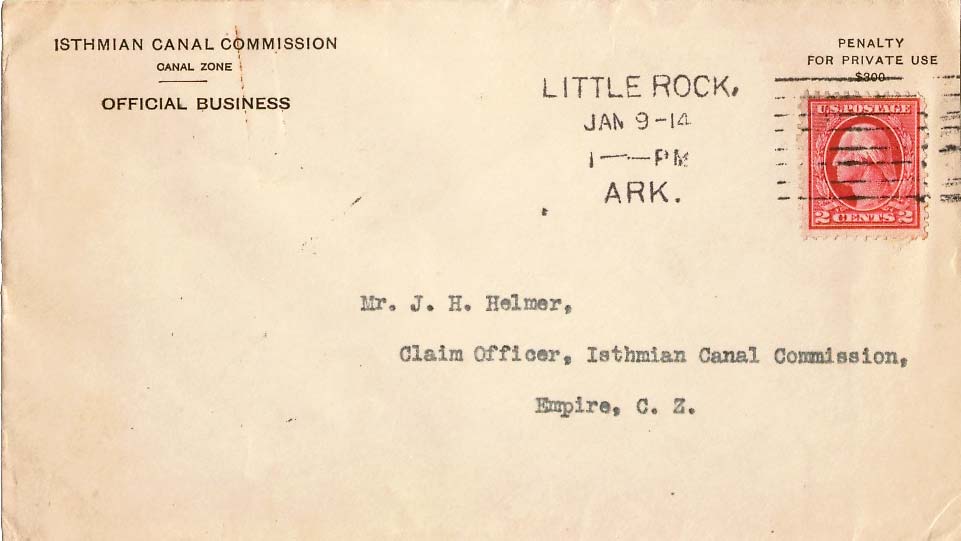 ISTHMIAN CANAL COMMISSION
CANAL ZONE
OFFICIAL BUSINESS
PENALTY
FOR PRIVATE USE
$300
LITTLE ROCK,
JAN 9-14
1——PM
ARK.
U.S. POSTAGE
2 CENTS 2
Mr. J. H. Helmer,
Claim Officer, Isthmian Canal Commission,
Empire, C. Z.